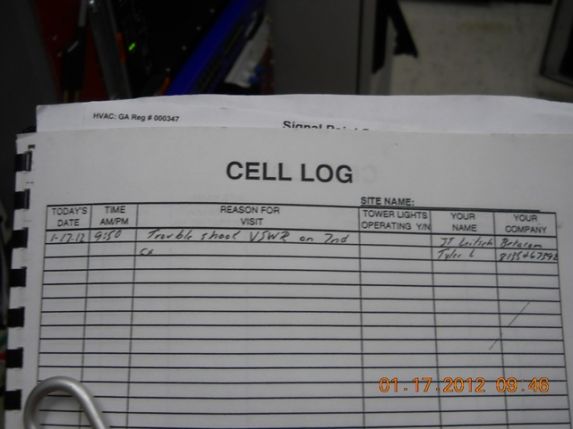 HVAC: GA Reg # 000347
CELL LOG
SITE NAME:
TODAY'S DATE TIME AM/PM REASON FOR VISIT TOWER LIGHTS OPERATING Y/N YOUR NAME YOUR COMPANY
1-17-12 9:50 Trouble shoot VSWR on 2nd JT
Tyler L
01.17.2012 09:46